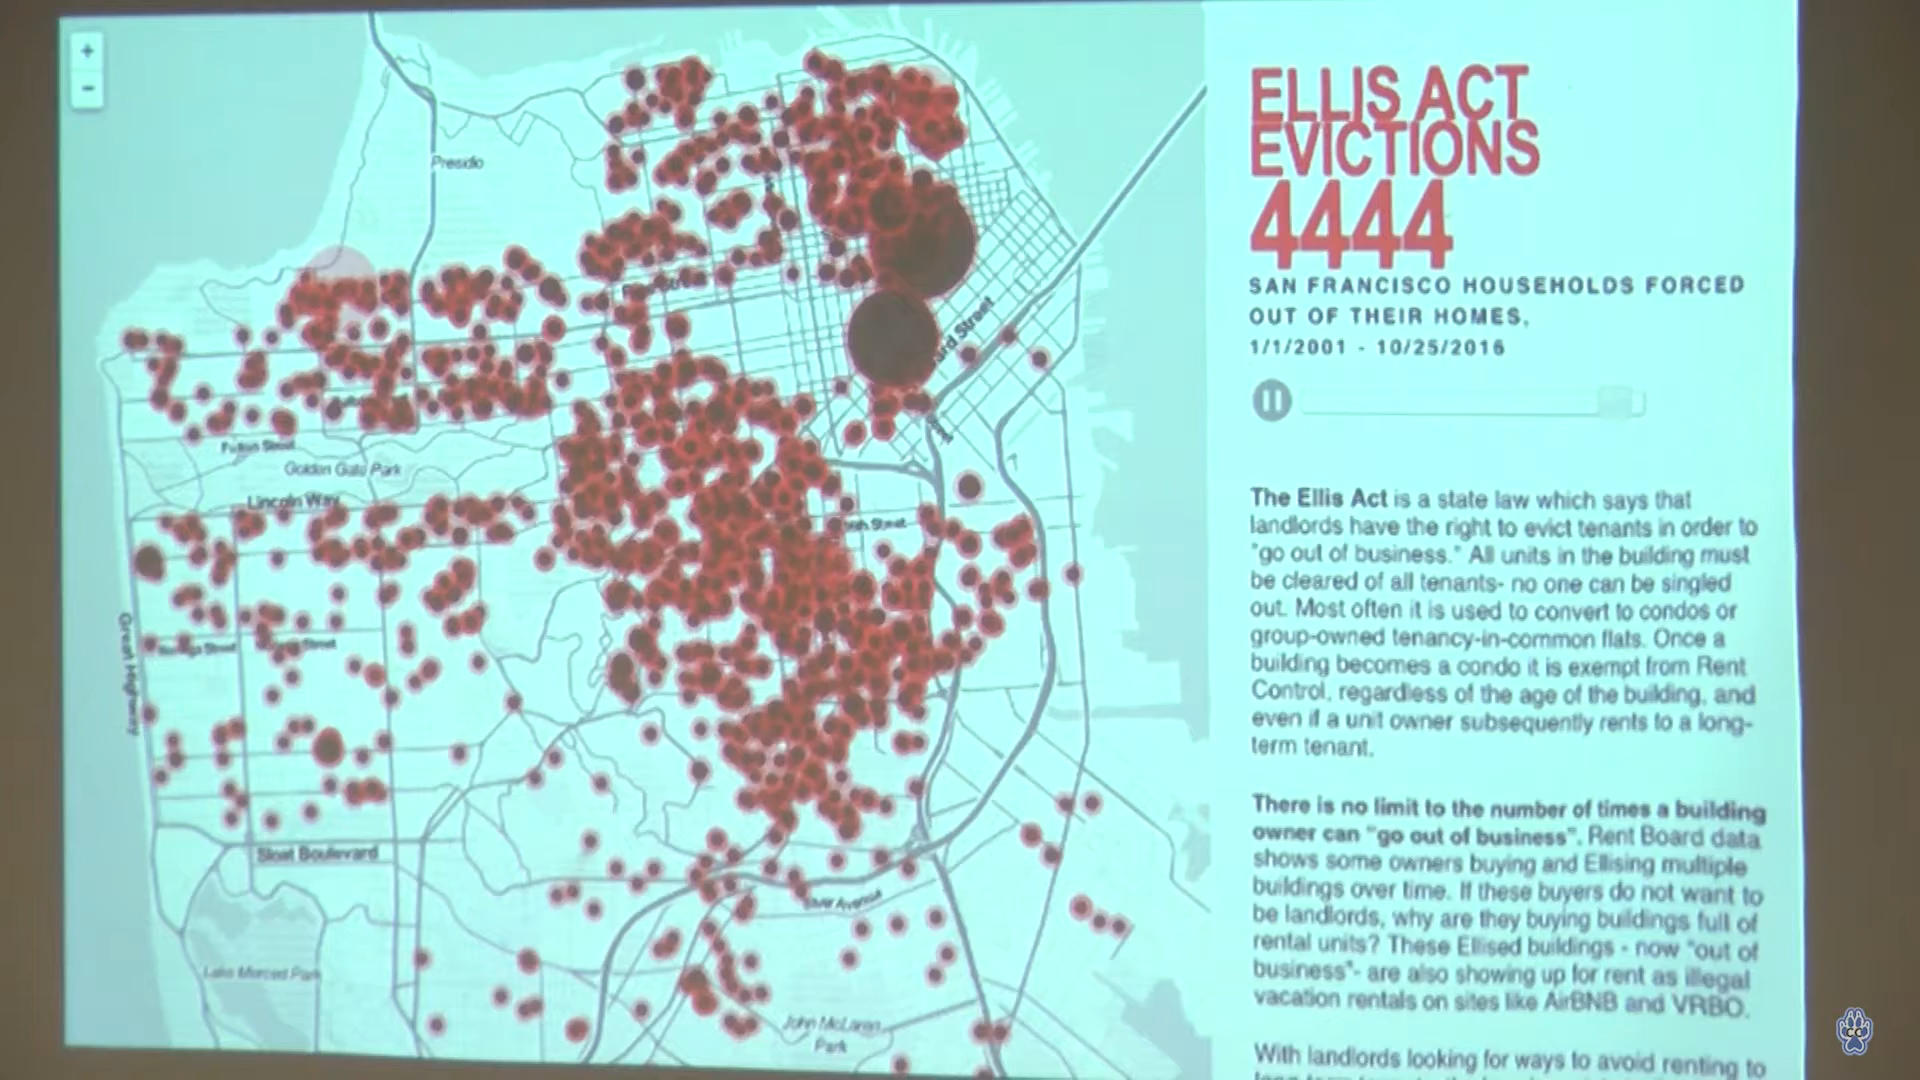 +
-
Presidio
Fulton Street
Golden Gate Park
Lincoln Way
16th Street
Great Highway
Street
Sloat Boulevard
Avenue
Lake Merced Park
John McLaren
Park
ELLIS ACT
EVICTIONS
4444
SAN FRANCISCO HOUSEHOLDS FORCED
OUT OF THEIR HOMES,
1/1/2001 - 10/25/2016
The Ellis Act is a state law which says that
landlords have the right to evict tenants in order to
"go out of business." All units in the building must
be cleared of all tenants- no one can be singled
out. Most often it is used to convert to condos or
group-owned tenancy-in-common flats. Once a
building becomes a condo it is exempt from Rent
Control, regardless of the age of the building, and
even if a unit owner subsequently rents to a long-
term tenant.
There is no limit to the number of times a building
owner can "go out of business". Rent Board data
shows some owners buying and Ellising multiple
buildings over time. If these buyers do not want to
be landlords, why are they buying buildings full of
rental units? These Ellised buildings - now "out of
business"- are also showing up for rent as illegal
vacation rentals on sites like AirBNB and VRBO.
With landlords looking for ways to avoid renting to
CC